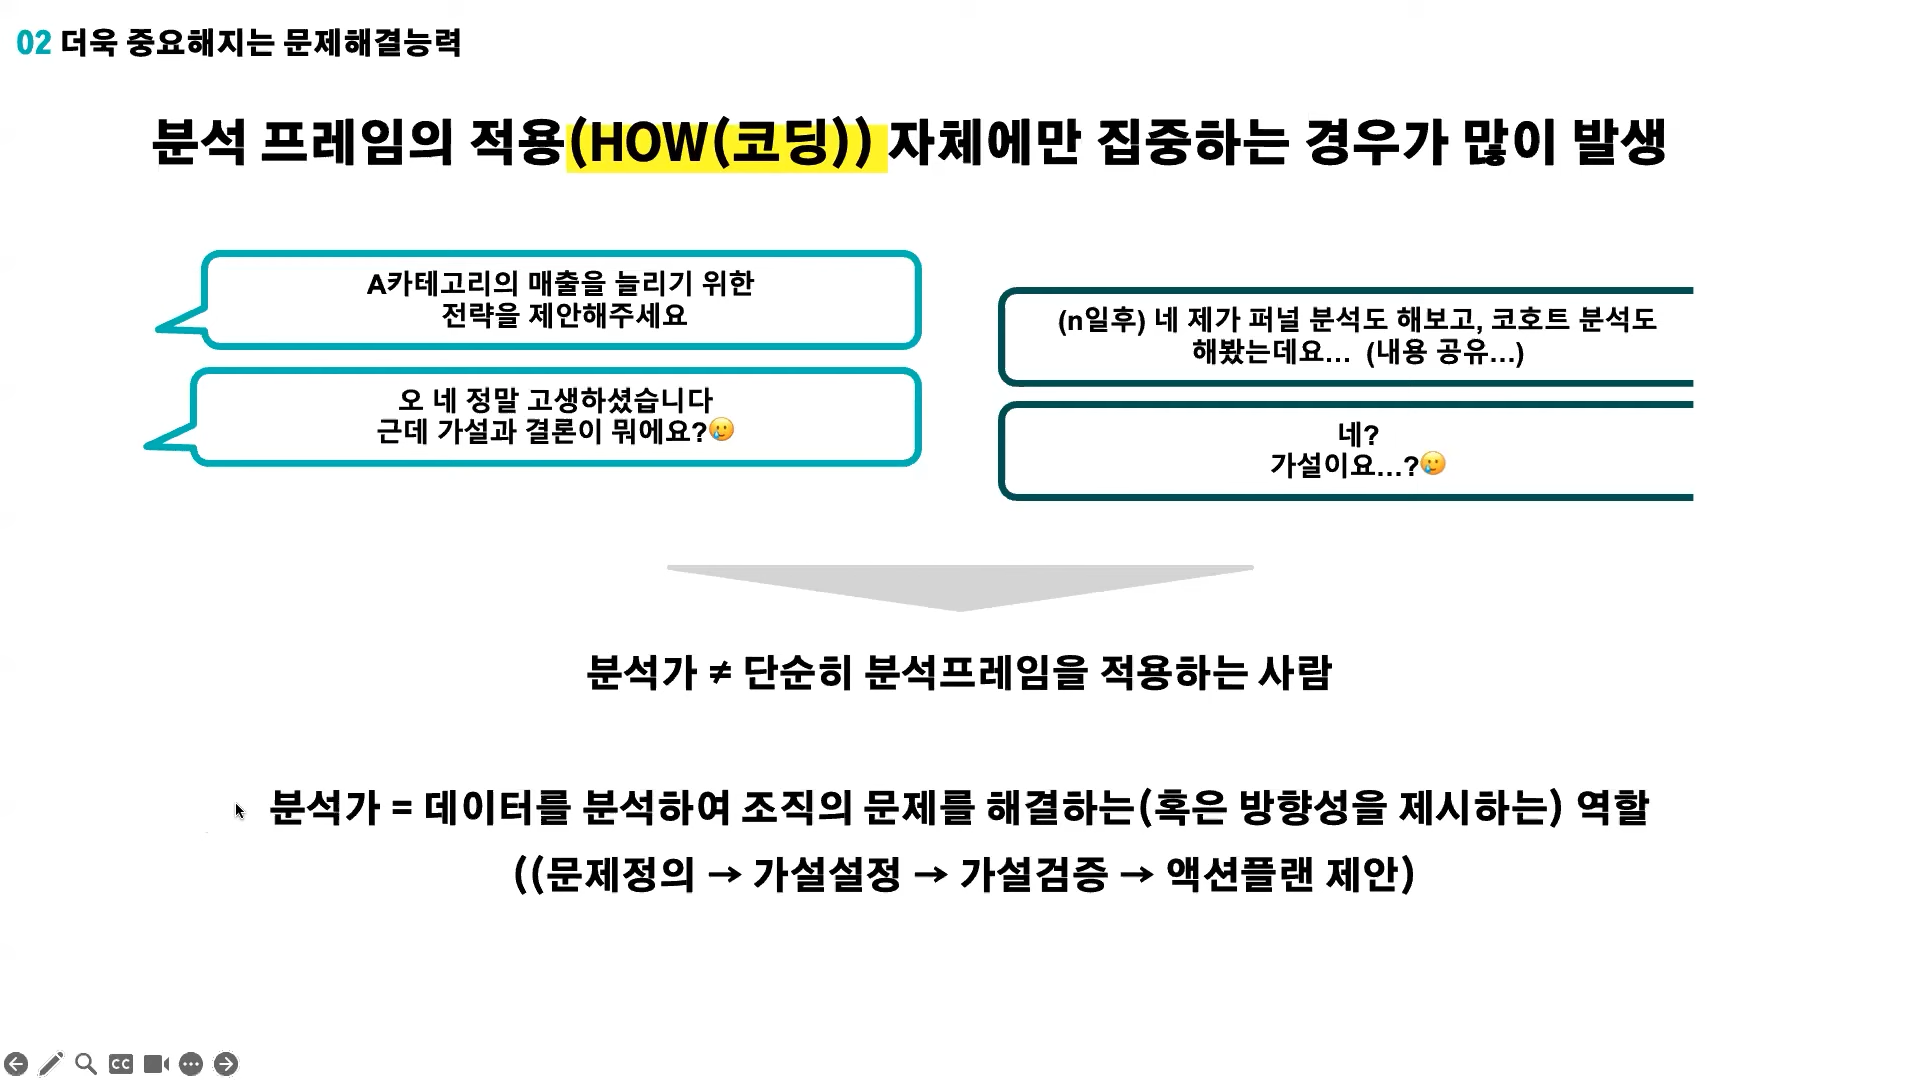 02 더욱 중요해지는 문제해결능력
분석 프레임의 적용(HOW(코딩)) 자체에만 집중하는 경우가 많이 발생
A카테고리의 매출을 늘리기 위한
전략을 제안해주세요
(n일후) 네 제가 퍼널 분석도 해보고, 코호트 분석도
해봤는데요... (내용 공유...)
오 네 정말 고생하셨습니다
근데 가설과 결론이 뭐에요?🥲
네?
가설이요...?🥲
분석가 ≠ 단순히 분석프레임을 적용하는 사람
분석가 = 데이터를 분석하여 조직의 문제를 해결하는(혹은 방향성을 제시하는) 역할
((문제정의 → 가설설정 → 가설검증 → 액션플랜 제안)
CC